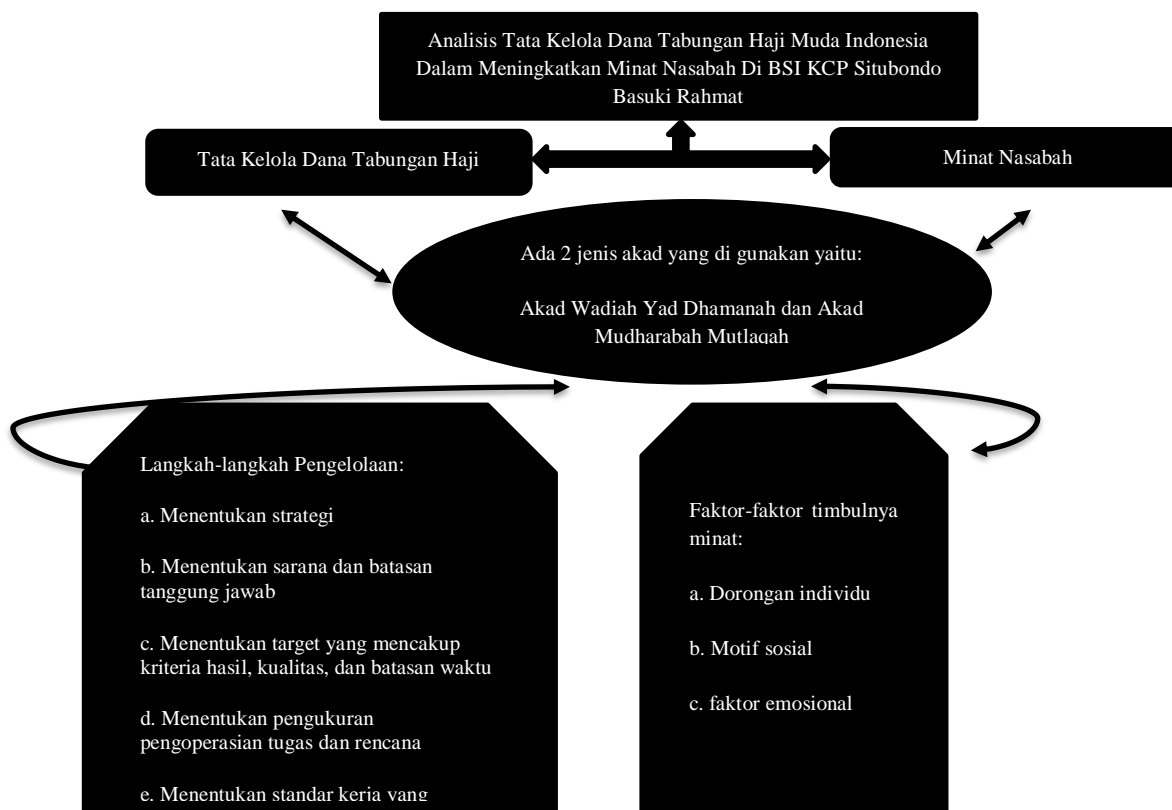 Analisis Tata Kelola Dana Tabungan Haji Muda Indonesia
Dalam Meningkatkan Minat Nasabah Di BSI KCP Situbondo
Basuki Rahmat
Tata Kelola Dana Tabungan Haji
Minat Nasabah
Ada 2 jenis akad yang di gunakan yaitu:
Akad Wadiah Yad Dhamanah dan Akad
Mudharabah Mutlaqah
Langkah-langkah Pengelolaan:
a. Menentukan strategi
b. Menentukan sarana dan batasan
tanggung jawab
c. Menentukan target yang mencakup
kriteria hasil, kualitas, dan batasan waktu
d. Menentukan pengukuran
pengoperasian tugas dan rencana
e. Menentukan standar kerja yang
Faktor-faktor timbulnya
minat:
a. Dorongan individu
b. Motif sosial
c. faktor emosional